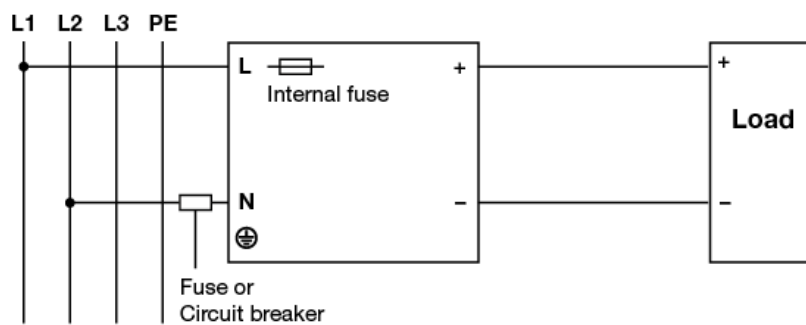 L1 L2 L3 PE
L
+
+
Internal fuse
Load
N
−
−
Fuse or
Circuit breaker